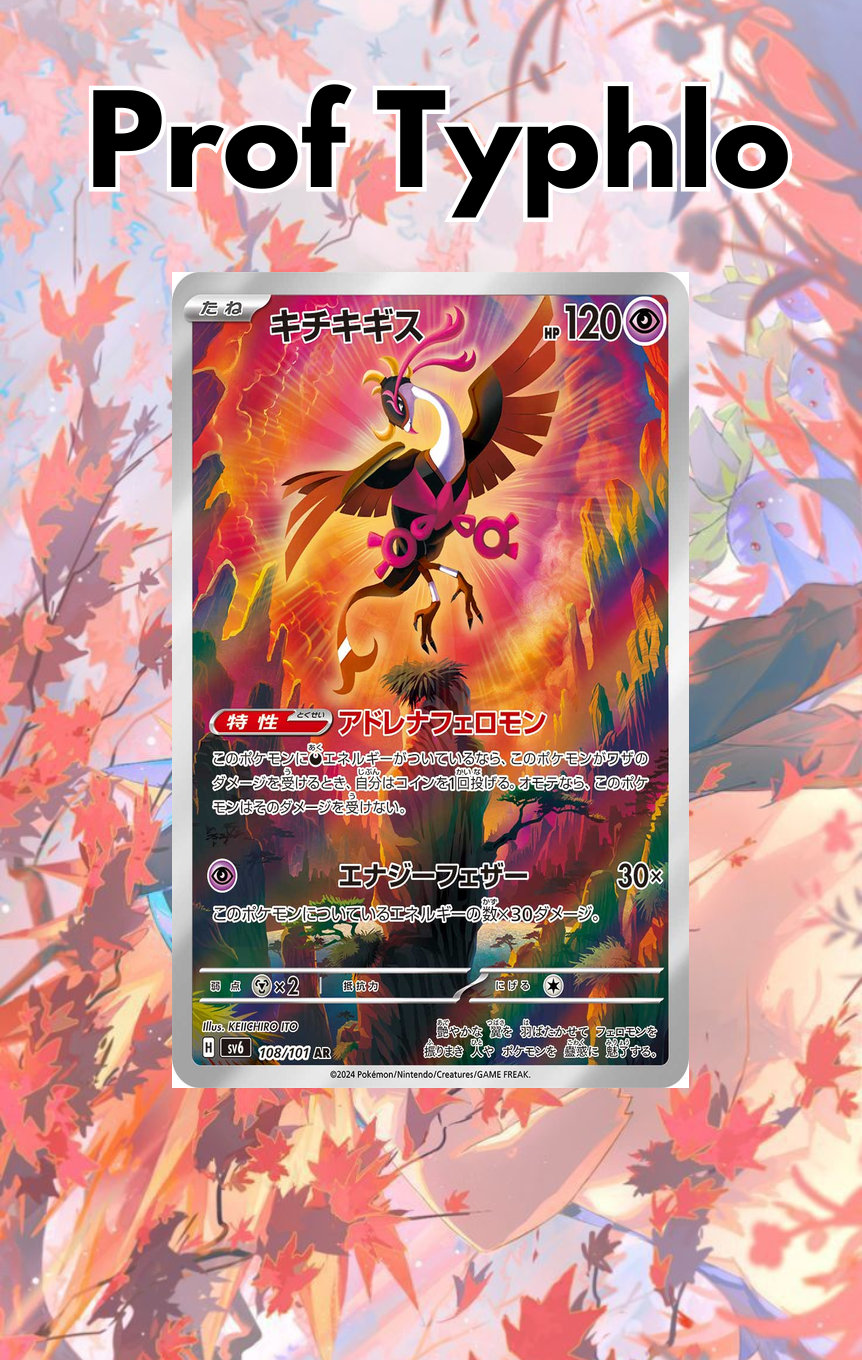 Prof Typhlo
たね
キチキギス
HP 120
特性 とくせい アドレナフェロモン
このポケモンに悪エネルギーがついているなら、このポケモンがワザの
ダメージを受けるとき、自分はコインを1回投げる。オモテなら、このポケ
モンはそのダメージを受けない。
エナジーフェザー 30×
このポケモンについているエネルギーの数×30ダメージ。
弱点 ×2 抵抗力 にげる
Illus. KEIICHIRO ITO
艶やかな 翼を 羽ばたかせて フェロモンを
H sv6 108/101 AR
振りまき 人や ポケモンを 蠱惑に 魅了する。
©2024 Pokémon/Nintendo/Creatures/GAME FREAK.